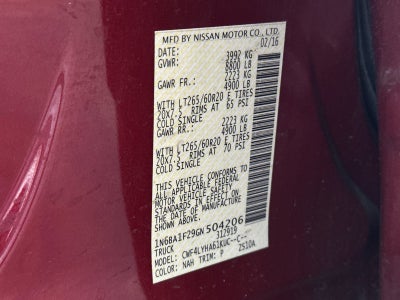 MFD BY NISSAN MOTOR CO., LTD.
DATE: 02/16
GVWR: 3992 KG
8800 LB
GAWR FR.: 2223 KG
4900 LB
WITH LT265/60R20 E TIRES
20x7.5 RIMS AT 65 PSI
COLD SINGLE
GAWR RR.: 2223 KG
4900 LB
WITH LT265/60R20 E TIRES
20x7.5 RIMS AT 70 PSI
COLD SINGLE
THIS VEHICLE CONFORMS TO
ALL APPLICABLE FEDERAL
MOTOR VEHICLE SAFETY
STANDARDS IN EFFECT ON
THE DATE OF MANUFACTURE
SHOWN ABOVE.
1N6BA1F29GN504206
TRUCK 312919
MODEL: CWF4LYHA61KUC--C--
COLOR: NAH TRIM: P ZS10A